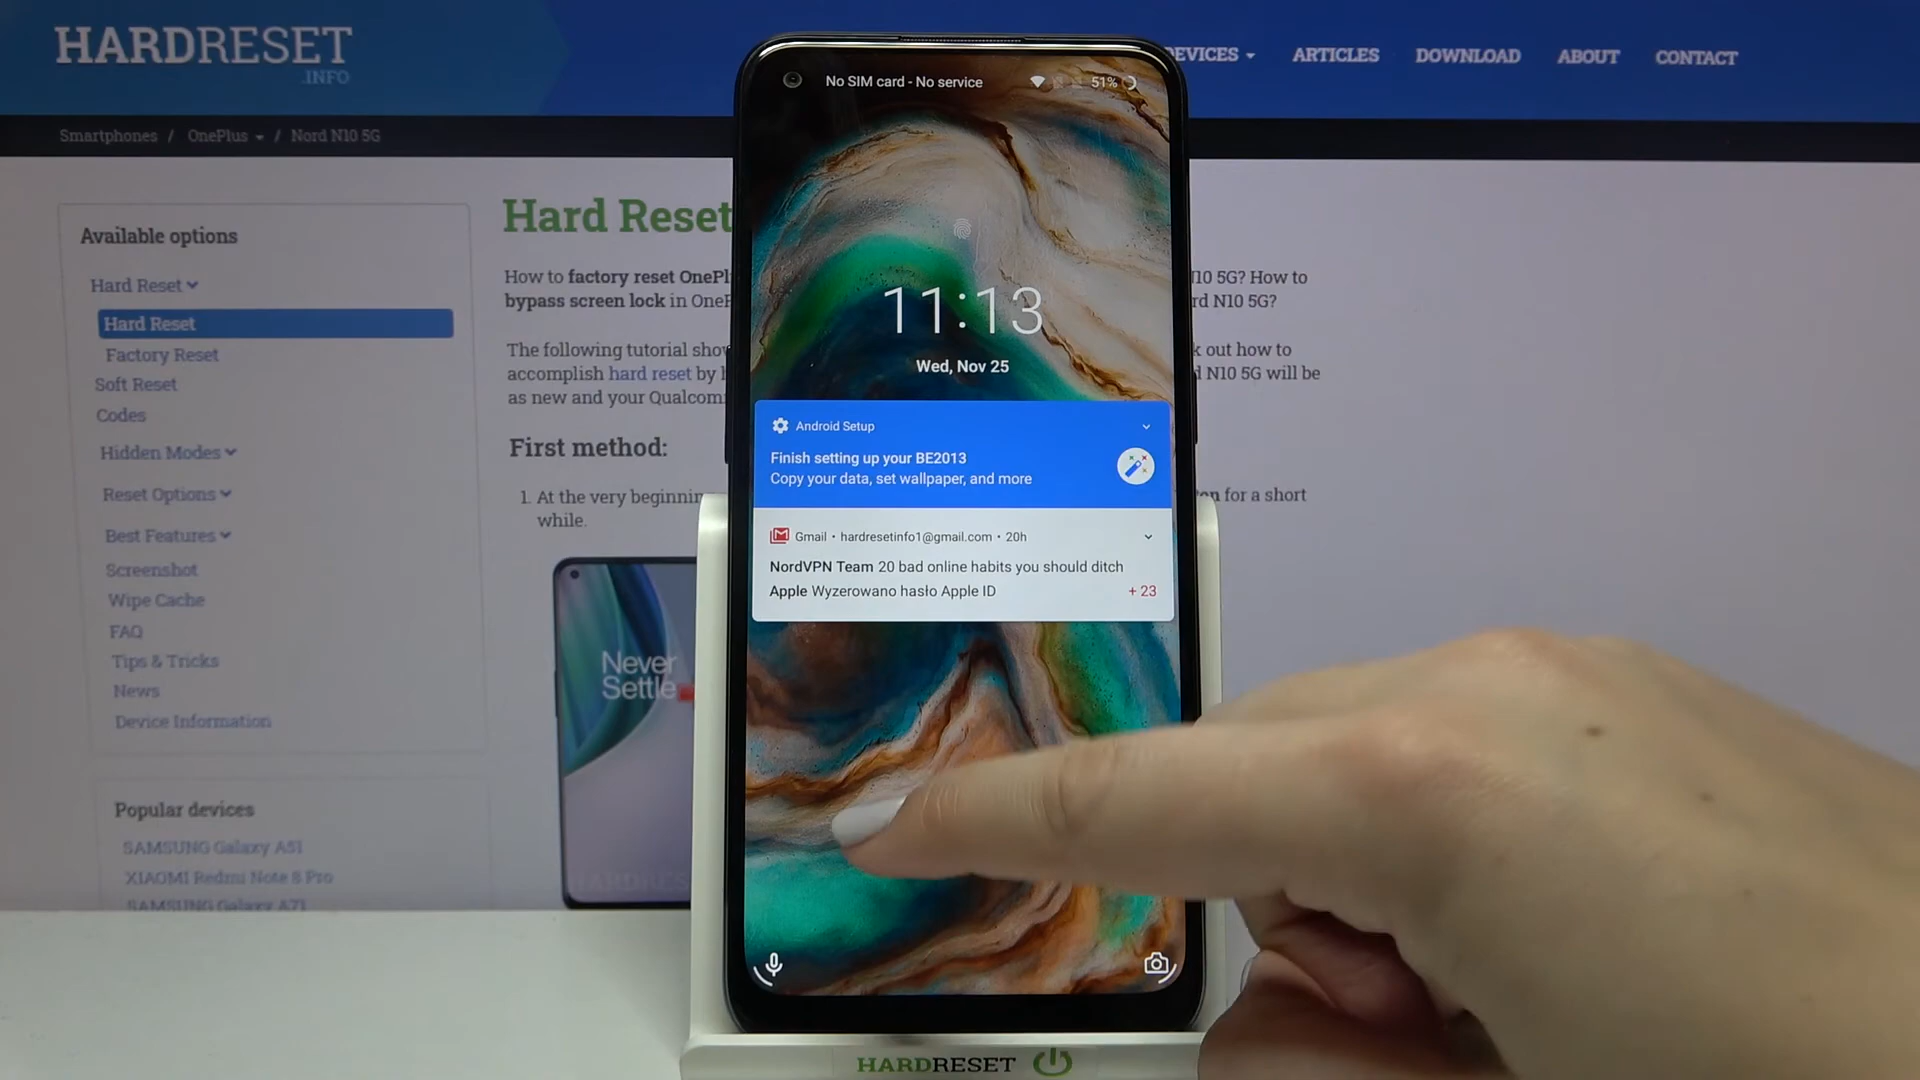 HARDRESET
.INFO
DEVICES
ARTICLES
DOWNLOAD
ABOUT
CONTACT
Smartphones / OnePlus / Nord N10 5G
Available options
Hard Reset
Hard Reset
Factory Reset
Soft Reset
Codes
Hidden Modes
Reset Options
Best Features
Screenshot
Wipe Cache
FAQ
Tips & Tricks
News
Device Information
Popular devices
SAMSUNG Galaxy A51
XIAOMI Redmi Note 8 Pro
SAMSUNG Galaxy A71
Hard Reset
How to factory reset N10 5G? How to
bypass screen lock in N10 5G?
The following tutorial out how to
accomplish hard reset by N10 5G will be
as new and your
First method:
1. At the very for a short
while.
Never
Settle
No SIM card - No service
51%
11:13
Wed, Nov 25
Android Setup
Finish setting up your BE2013
Copy your data, set wallpaper, and more
Gmail • hardresetinfo1@gmail.com • 20h
NordVPN Team 20 bad online habits you should ditch
Apple Wyzerowano hasło Apple ID + 23
HARDRESET